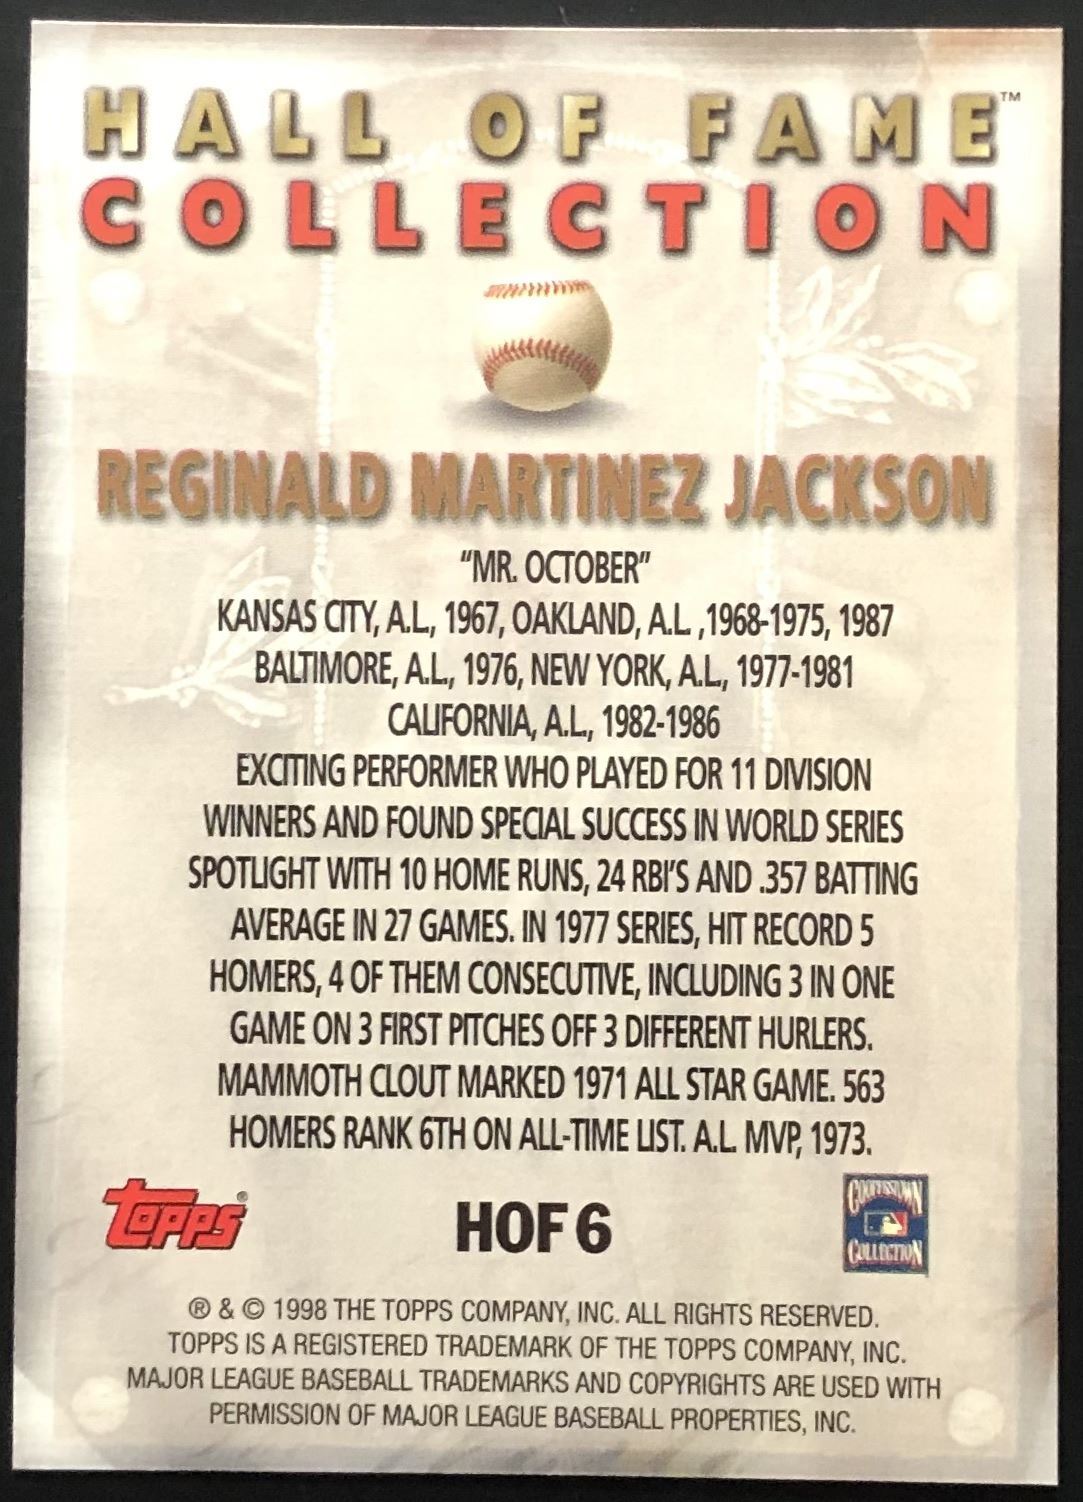 HALL OF FAME™
COLLECTION
REGINALD MARTINEZ JACKSON
"MR. OCTOBER"
KANSAS CITY, A.L., 1967, OAKLAND, A.L. ,1968-1975, 1987
BALTIMORE, A.L., 1976, NEW YORK, A.L., 1977-1981
CALIFORNIA, A.L., 1982-1986
EXCITING PERFORMER WHO PLAYED FOR 11 DIVISION
WINNERS AND FOUND SPECIAL SUCCESS IN WORLD SERIES
SPOTLIGHT WITH 10 HOME RUNS, 24 RBI'S AND .357 BATTING
AVERAGE IN 27 GAMES. IN 1977 SERIES, HIT RECORD 5
HOMERS, 4 OF THEM CONSECUTIVE, INCLUDING 3 IN ONE
GAME ON 3 FIRST PITCHES OFF 3 DIFFERENT HURLERS.
MAMMOTH CLOUT MARKED 1971 ALL STAR GAME. 563
HOMERS RANK 6TH ON ALL-TIME LIST. A.L. MVP, 1973.
Topps®
HOF 6
COOPERSTOWN
COLLECTION
® & © 1998 THE TOPPS COMPANY, INC. ALL RIGHTS RESERVED.
TOPPS IS A REGISTERED TRADEMARK OF THE TOPPS COMPANY, INC.
MAJOR LEAGUE BASEBALL TRADEMARKS AND COPYRIGHTS ARE USED WITH
PERMISSION OF MAJOR LEAGUE BASEBALL PROPERTIES, INC.